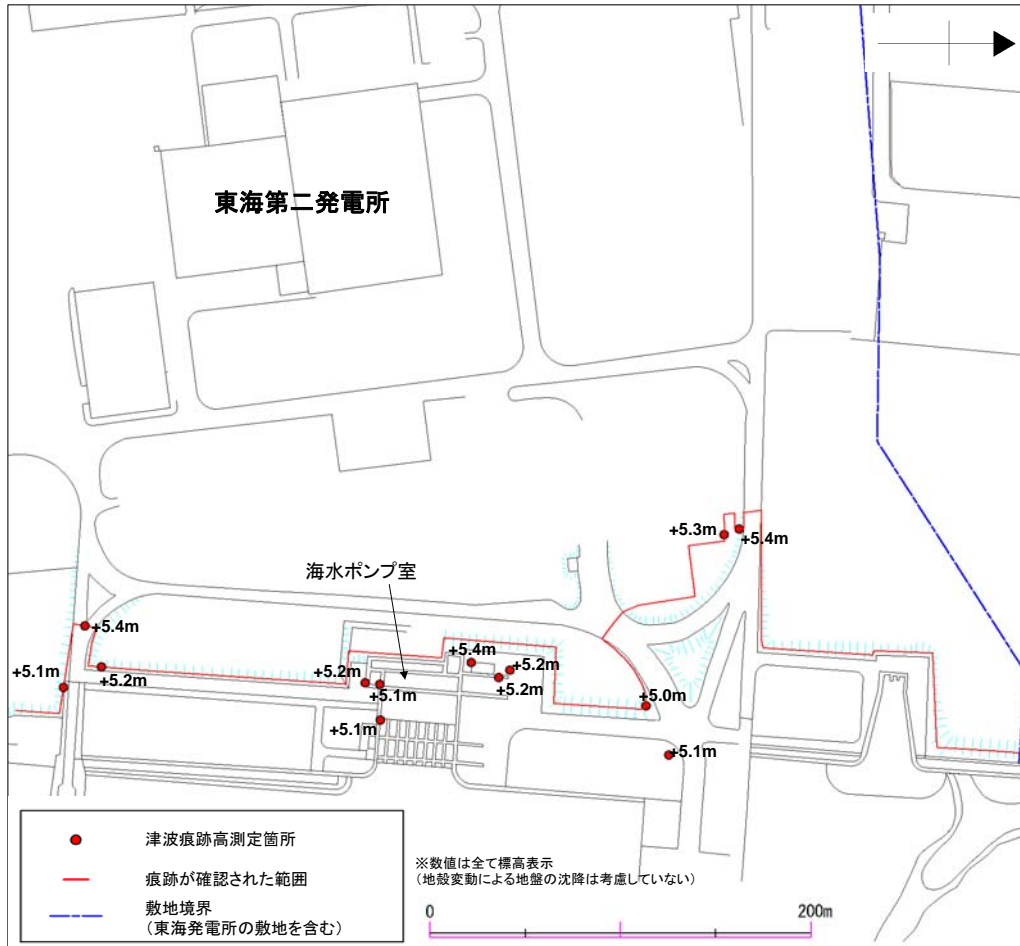 東海第二発電所
+5.3m
+5.4m
海水ポンプ室
+5.4m
+5.1m
+5.2m
+5.2m
+5.1m
+5.4m
+5.2m
+5.2m
+5.0m
+5.1m
+5.1m
津波痕跡高測定箇所
痕跡が確認された範囲
敷地境界
（東海発電所の敷地を含む）
※数値は全て標高表示
（地殻変動による地盤の沈降は考慮していない）
0
200m